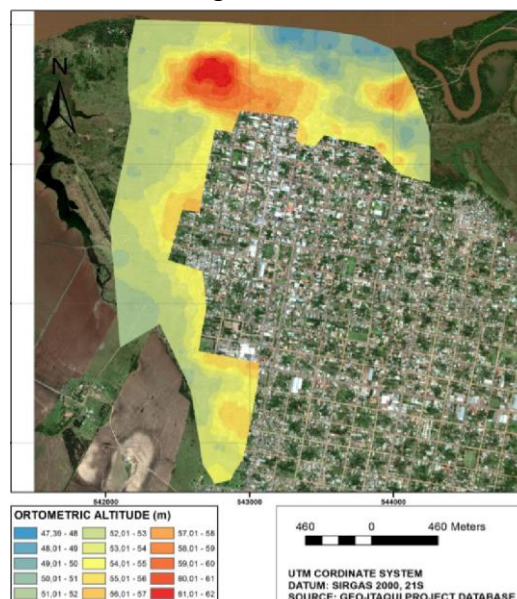 N
542000 543000 544000
ORTOMETRIC ALTITUDE (m)
47,39 - 48 52,01 - 53 57,01 - 58
48,01 - 49 53,01 - 54 58,01 - 59
49,01 - 50 54,01 - 55 59,01 - 60
50,01 - 51 55,01 - 56 60,01 - 61
51,01 - 52 56,01 - 57 61,01 - 62
460 0 460 Meters
UTM CORDINATE SYSTEM
DATUM: SIRGAS 2000, 21S
SOURCE: GEOITAQUI PROJECT DATABASE